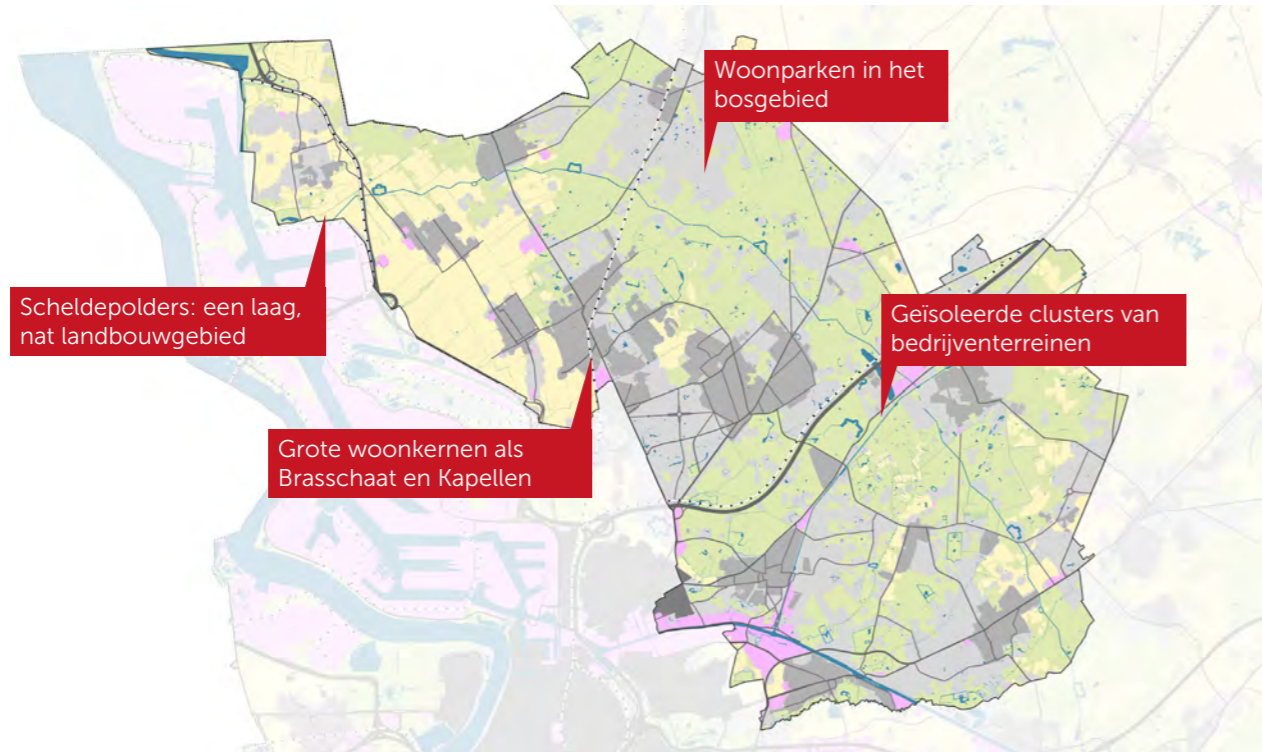 Woonparken in het
bosgebied
Scheldepolders: een laag,
nat landbouwgebied
Geïsoleerde clusters van
bedrijventerreinen
Grote woonkernen als
Brasschaat en Kapellen